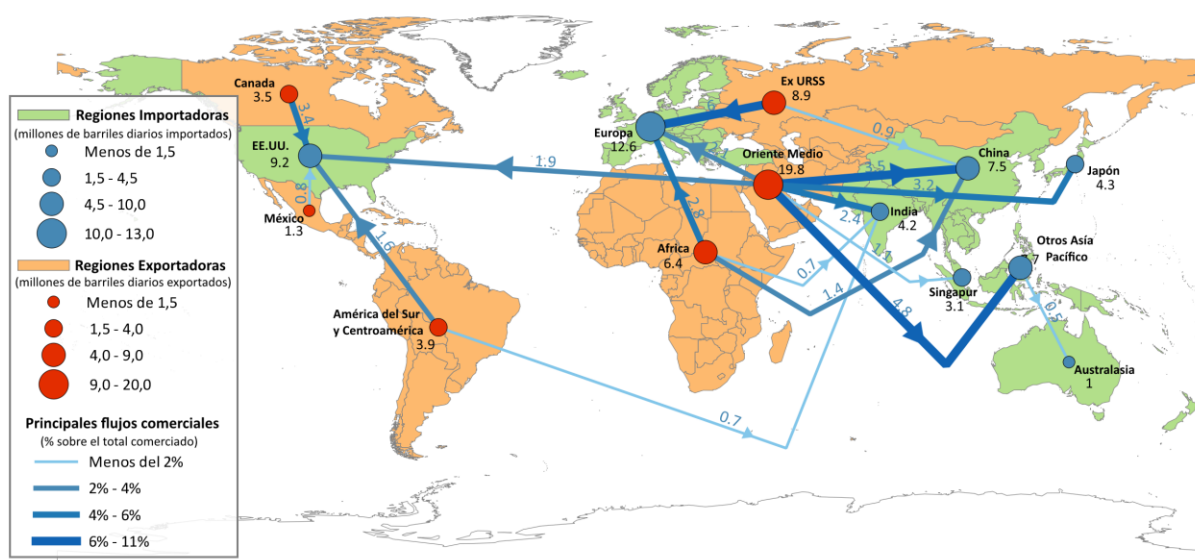 Regiones Importadoras
(millones de barriles diarios importados)
Menos de 1,5
1,5 - 4,5
4,5 - 10,0
10,0 - 13,0
Regiones Exportadoras
(millones de barriles diarios exportados)
Menos de 1,5
1,5 - 4,0
4,0 - 9,0
9,0 - 20,0
Principales flujos comerciales
(% sobre el total comerciado)
Menos del 2%
2% - 4%
4% - 6%
6% - 11%
Canada
3.5
3.4
EE.UU.
9.2
0.8
México
1.3
1.6
América del Sur
y Centroamérica
3.9
0.7
1.9
Europa
12.6
Ex URSS
8.9
0.9
Oriente Medio
19.8
2.8
Africa
6.4
0.7
1.4
3.5
3.2
2.4
4.8
China
7.5
Japón
4.3
India
4.2
Singapur
3.1
Otros Asía
Pacífico
7
0.5
Australasia
1